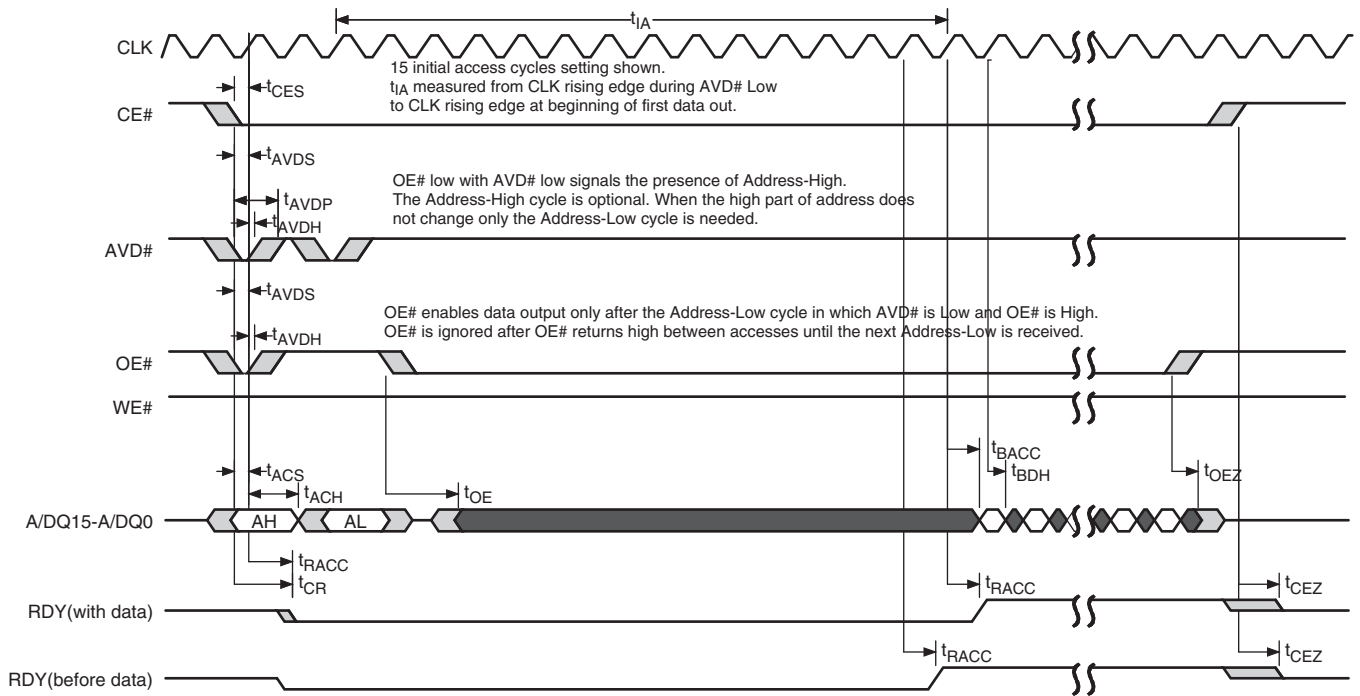 tIA
CLK
15 initial access cycles setting shown.
tIA measured from CLK rising edge during AVD# Low
to CLK rising edge at beginning of first data out.
tCES
CE#
tAVDS
OE# low with AVD# low signals the presence of Address-High.
The Address-High cycle is optional. When the high part of address does
not change only the Address-Low cycle is needed.
tAVDP
tAVDH
AVD#
tAVDS
OE# enables data output only after the Address-Low cycle in which AVD# is Low and OE# is High.
OE# is ignored after OE# returns high between accesses until the next Address-Low is received.
tAVDH
OE#
WE#
tBACC
tACS
tBDH
tOEZ
tACH
tOE
A/DQ15-A/DQ0
AH
AL
tRACC
tCR
tRACC
tCEZ
RDY(with data)
tRACC
tCEZ
RDY(before data)